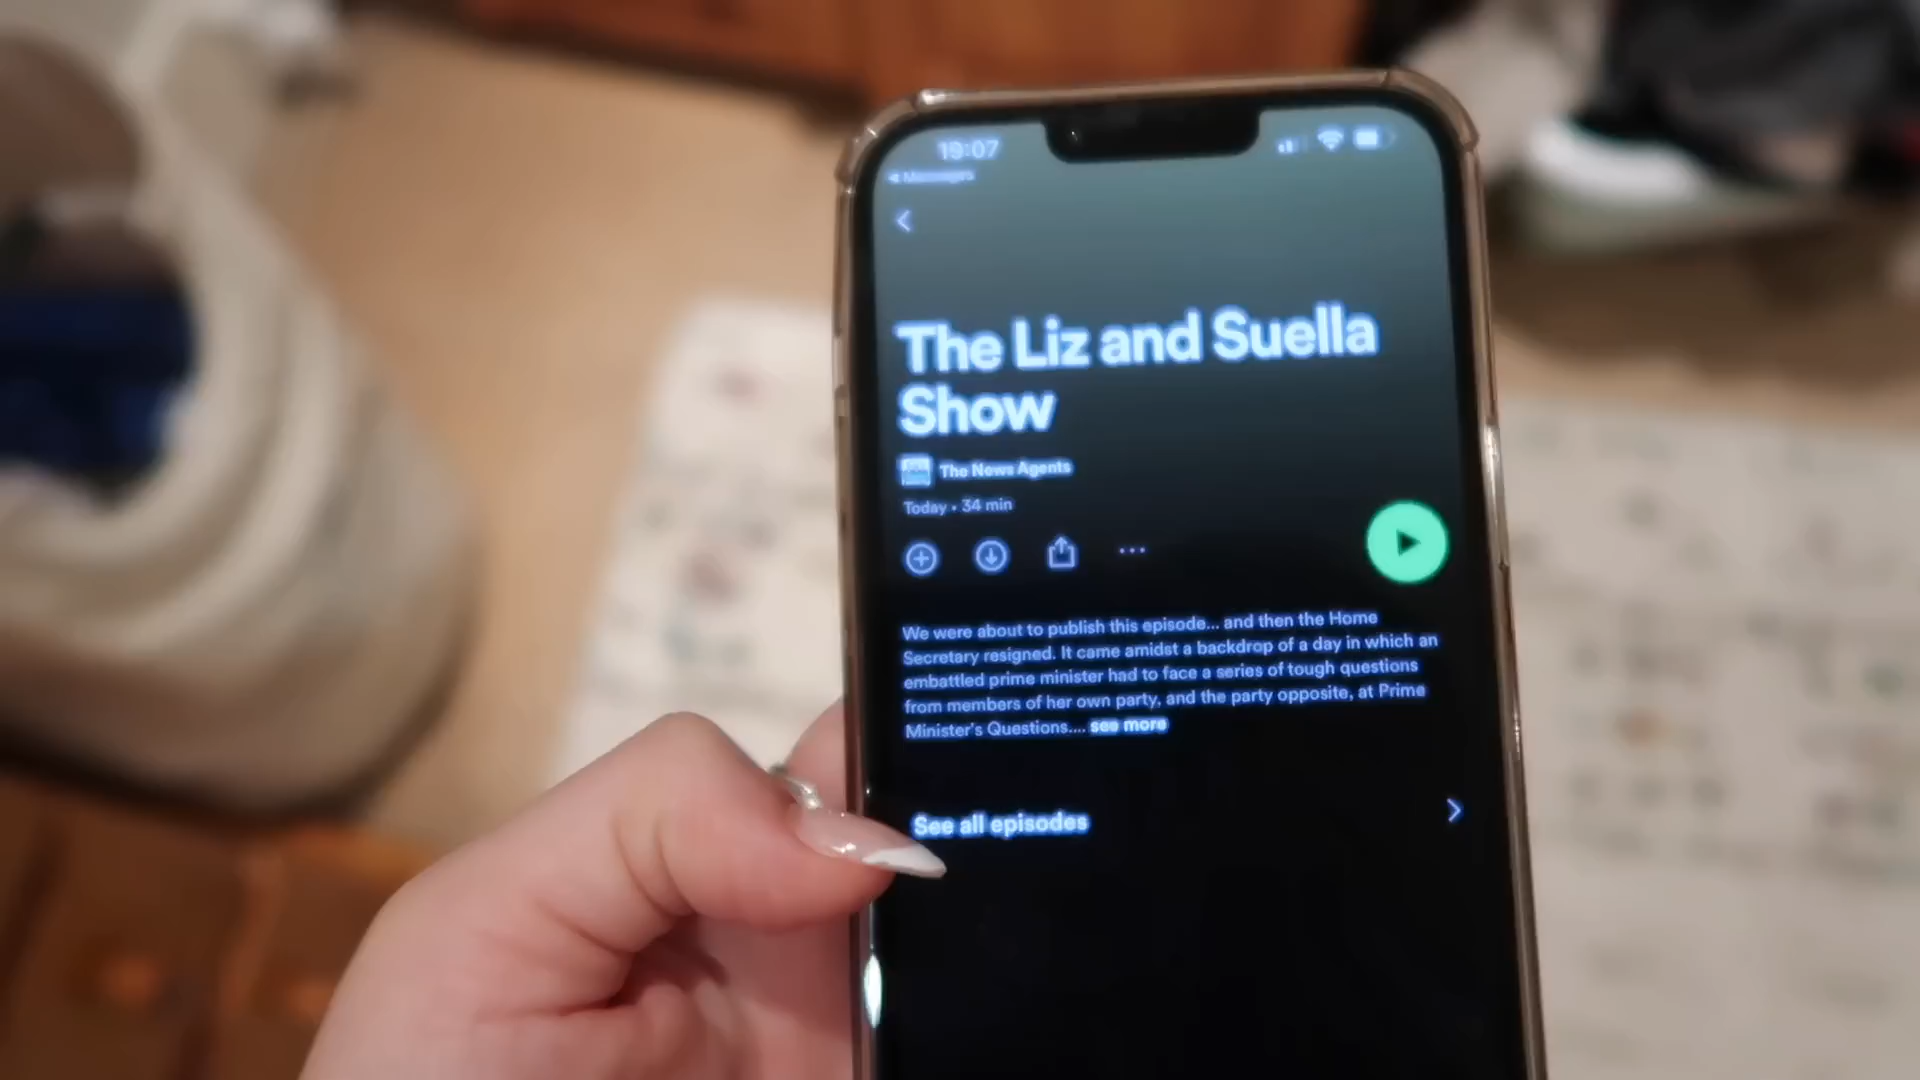 19:07
Messages
The Liz and Suella
Show
The News Agents
Today • 34 min
We were about to publish this episode... and then the Home
Secretary resigned. It came amidst a backdrop of a day in which an
embattled prime minister had to face a series of tough questions
from members of her own party, and the party opposite, at Prime
Minister's Questions.... see more
See all episodes